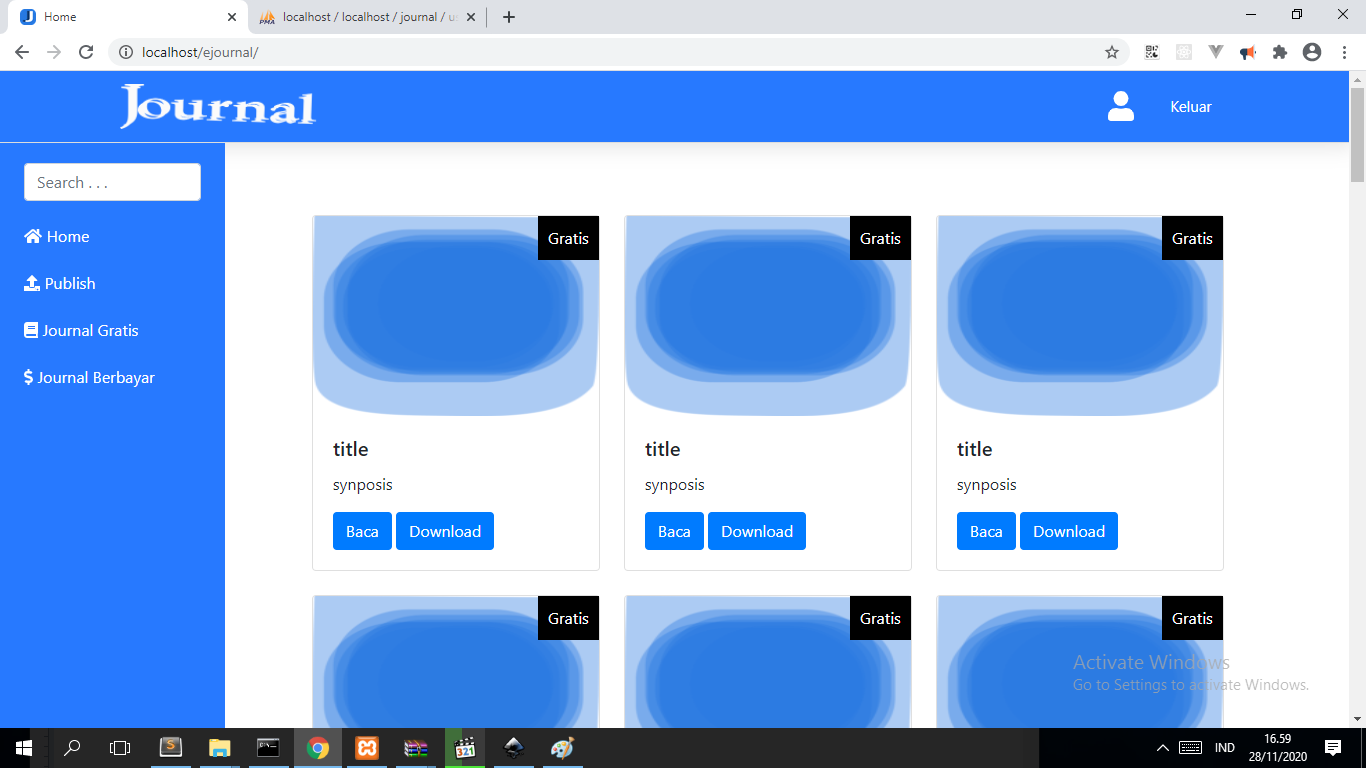 Home
localhost / localhost / journal / us
localhost/ejournal/
Journal
Keluar
Search . . .
Home
Publish
Journal Gratis
Journal Berbayar
Gratis
Gratis
Gratis
title
title
title
synposis
synposis
synposis
Baca
Download
Baca
Download
Baca
Download
Gratis
Gratis
Gratis
Activate Windows
Go to Settings to activate Windows.
IND
16.59
28/11/2020